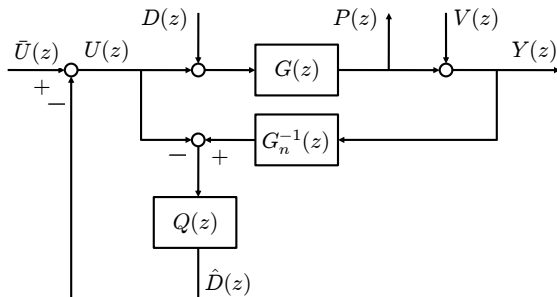 D(z) P(z) V(z)
Ū(z) U(z) G(z) Y(z)
+ −
− + G_n^{-1}(z)
Q(z)
D̂(z)